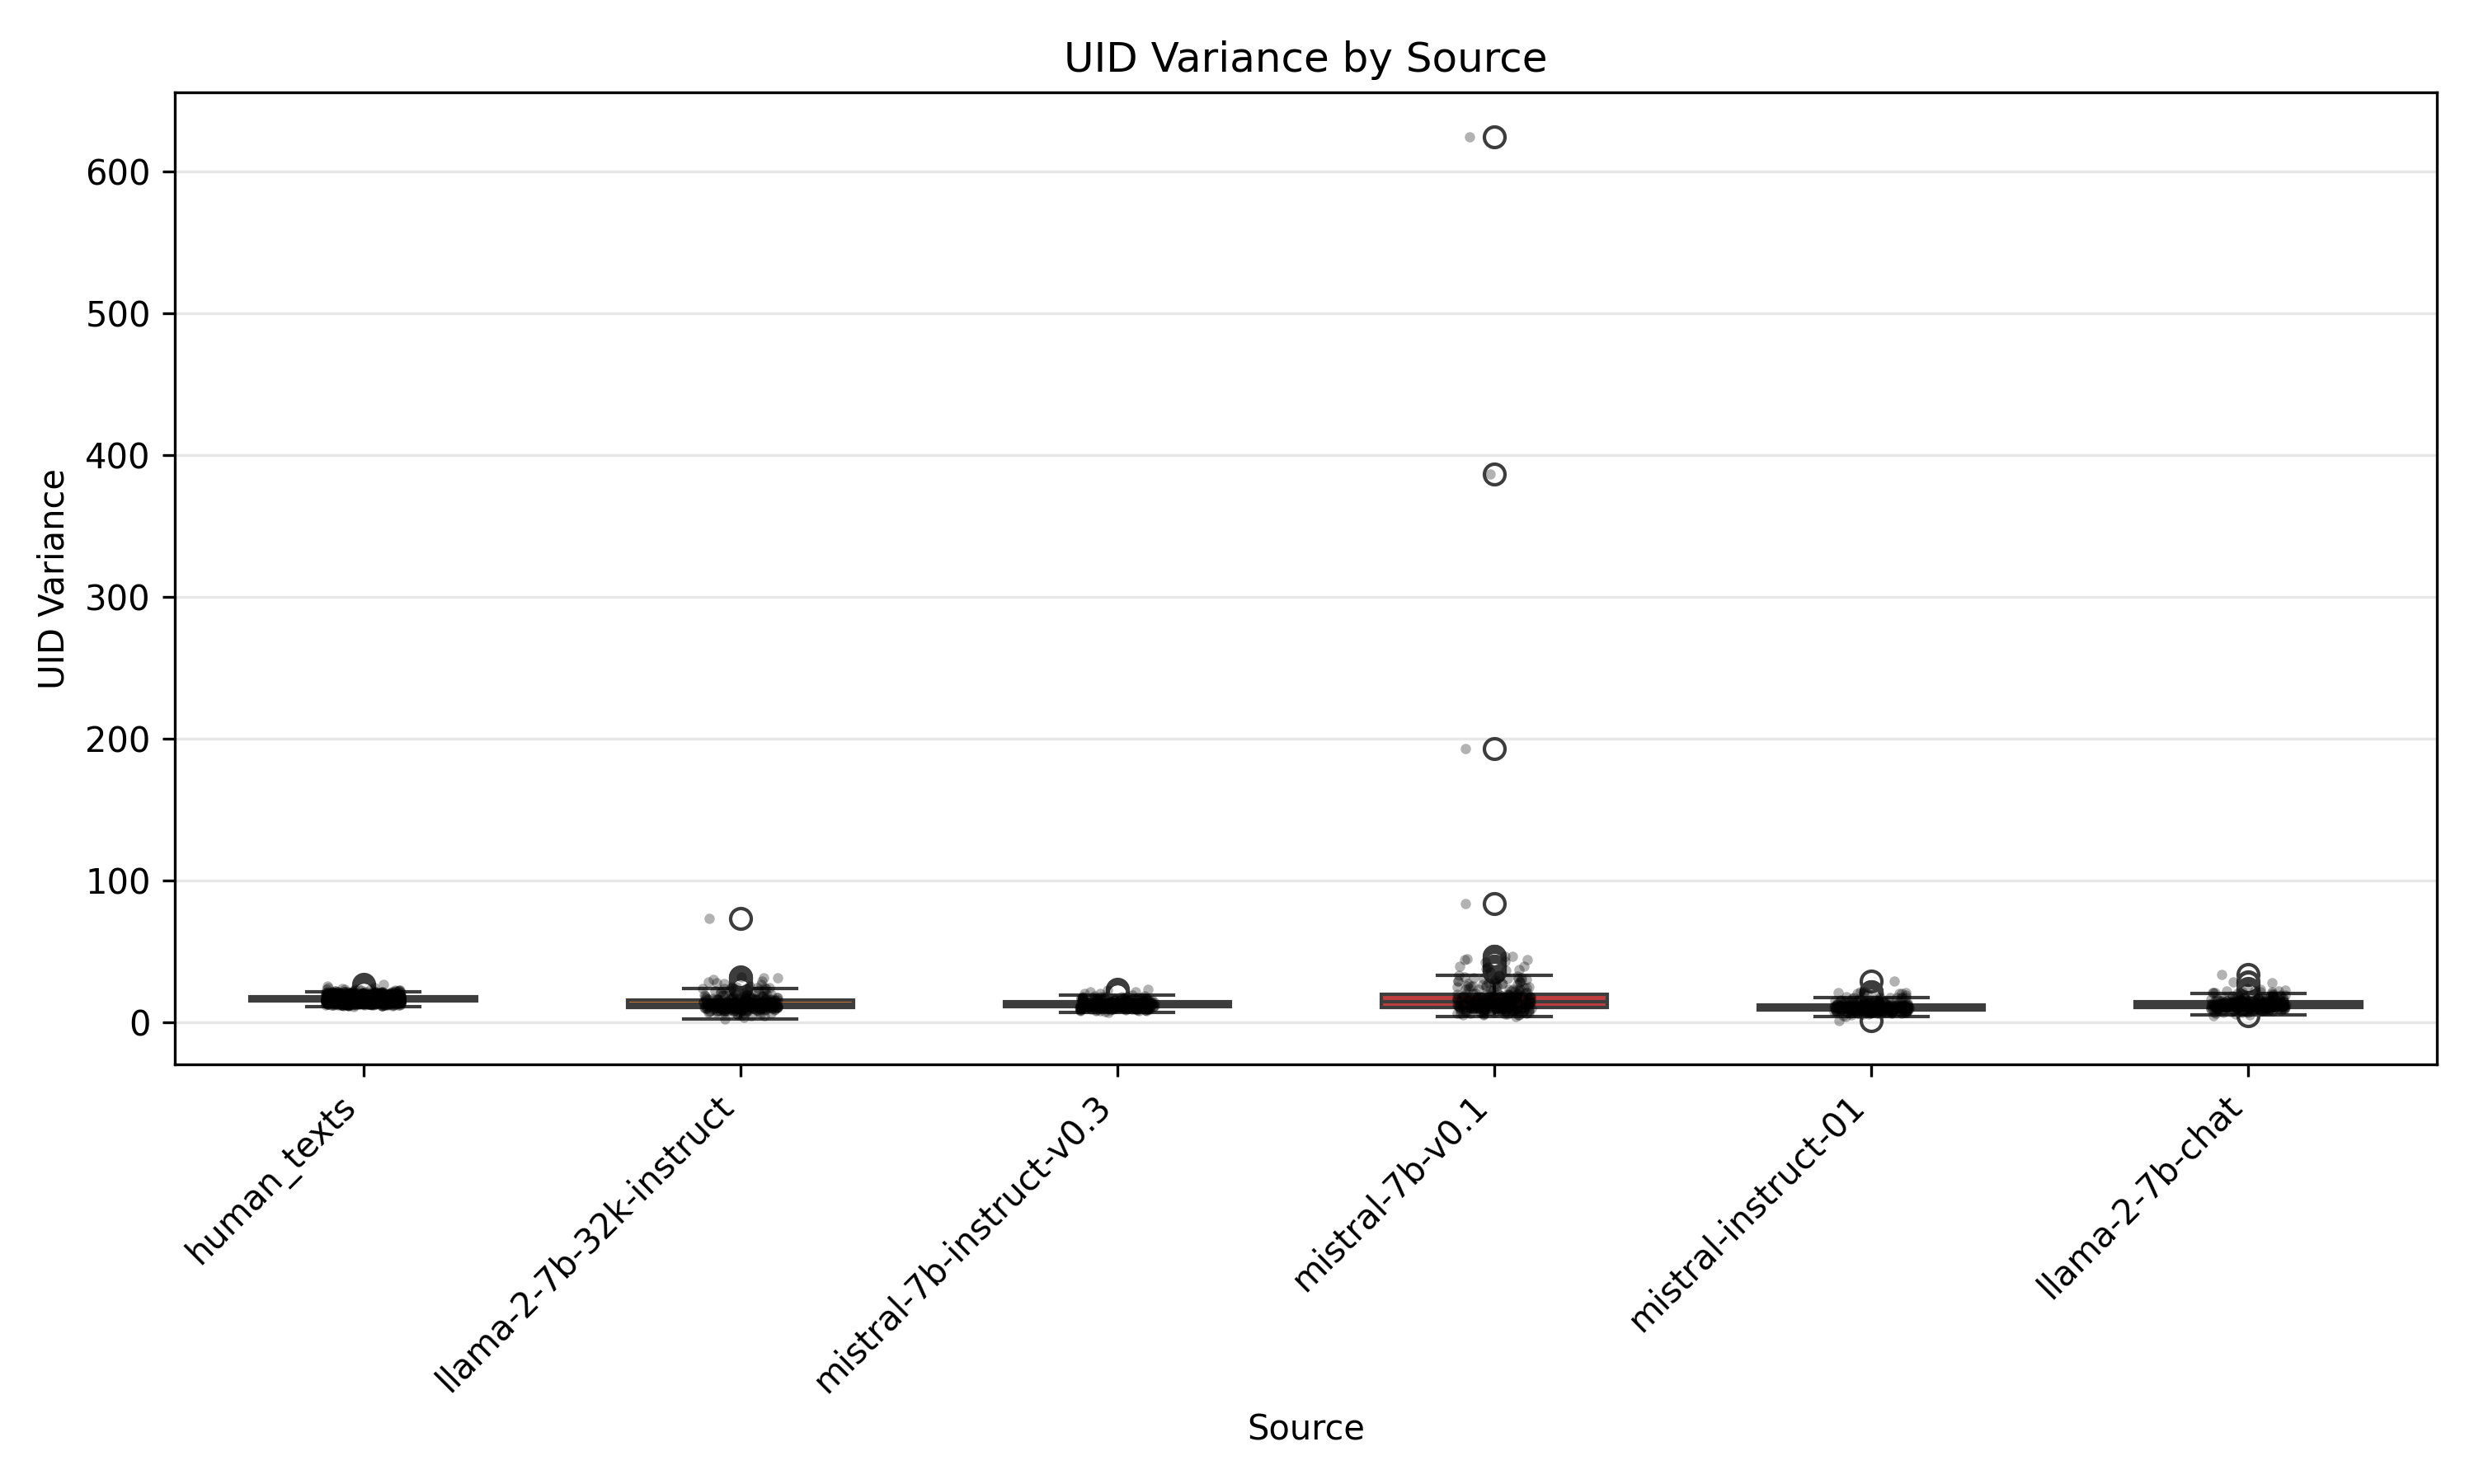 UID Variance by Source
UID Variance
600
500
400
300
200
100
0
human_texts
llama-2-7b-32k-instruct
mistral-7b-instruct-v0.3
mistral-7b-v0.1
mistral-instruct-01
llama-2-7b-chat
Source